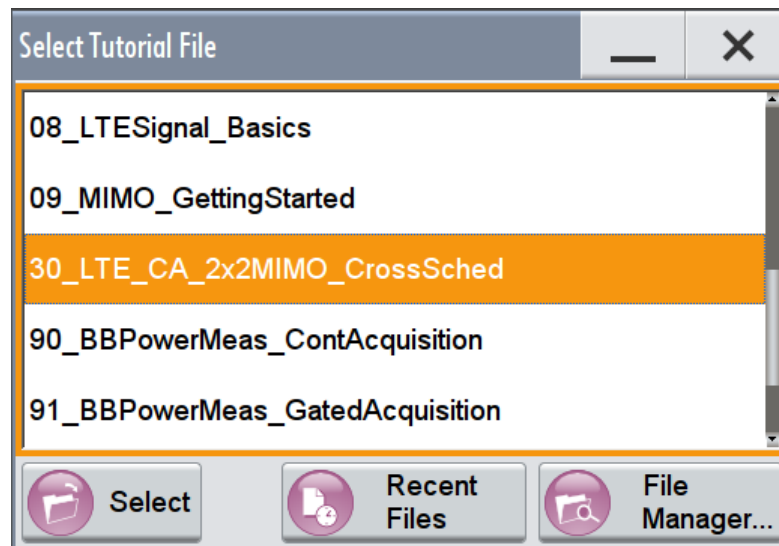 Select Tutorial File
08_LTESignal_Basics
09_MIMO_GettingStarted
30_LTE_CA_2x2MIMO_CrossSched
90_BBPowerMeas_ContAcquisition
91_BBPowerMeas_GatedAcquisition
Select
Recent
Files
File
Manager...